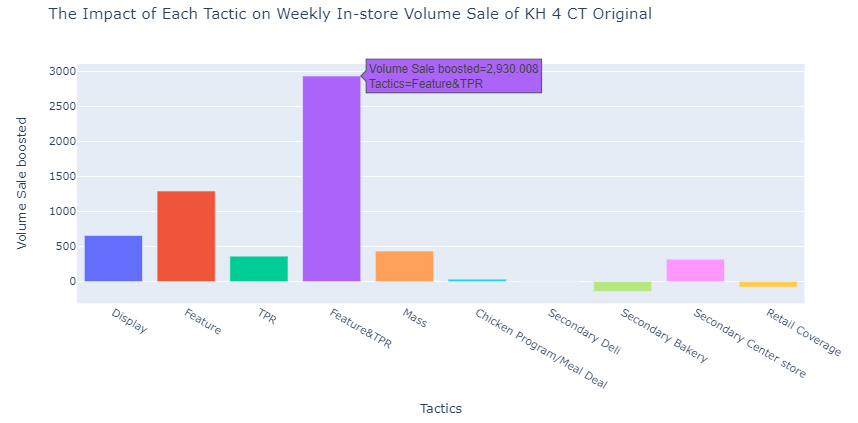 The Impact of Each Tactic on Weekly In-store Volume Sale of KH 4 CT Original
Volume Sale boosted
3000
2500
2000
1500
1000
500
0
Volume Sale boosted=2,930.008
Tactics=Feature&TPR
Display
Feature
TPR
Feature&TPR
Mass
Chicken Program/Meal Deal
Secondary Deli
Secondary Bakery
Secondary Center store
Retail Coverage
Tactics